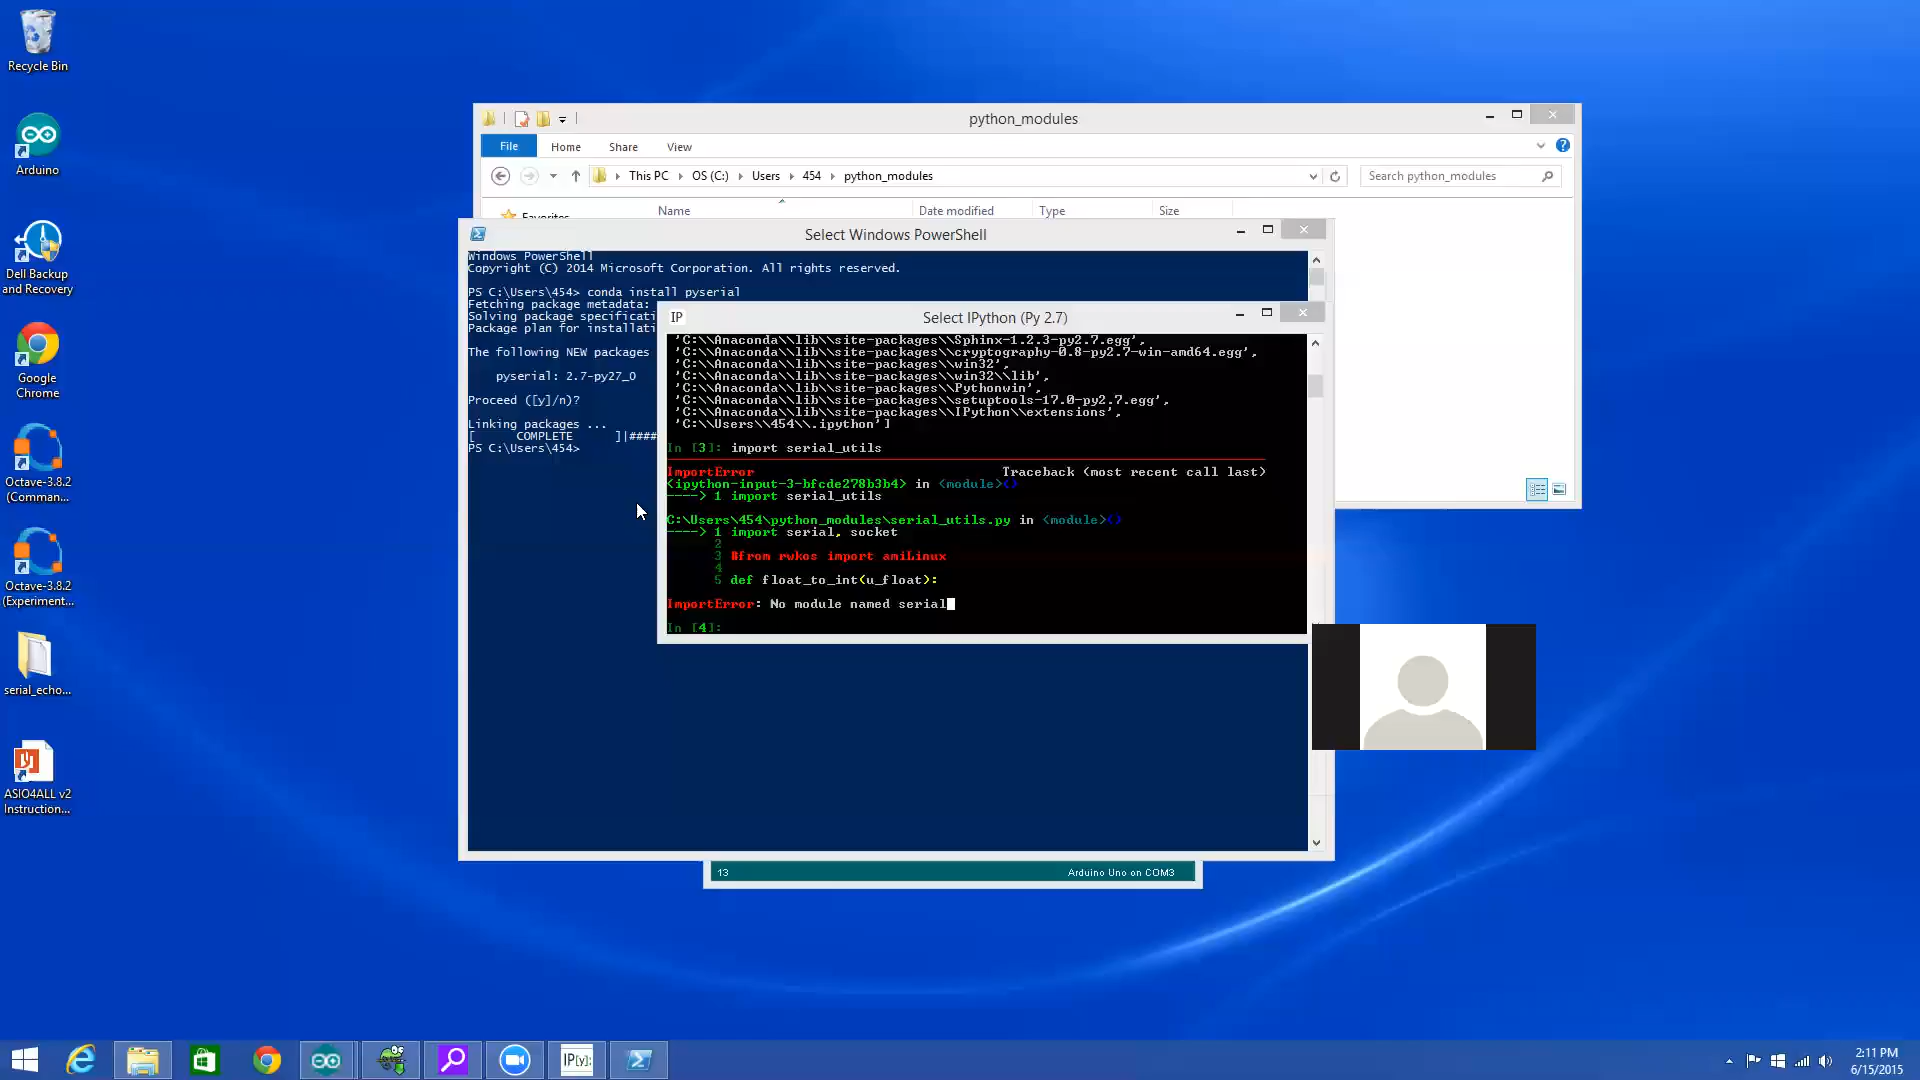 Recycle Bin
Arduino
Dell Backup
and Recovery
Google
Chrome
Octave-3.8.2
(Comman...
Octave-3.8.2
(Experiment...
serial_echo...
ASIO4ALL v2
Instruction...
python_modules
File
Home
Share
View
This PC
OS (C:)
Users
454
python_modules
Search python_modules
Favorites
Name
Date modified
Type
Size
Select Windows PowerShell
Windows PowerShell
Copyright (C) 2014 Microsoft Corporation. All rights reserved.
PS C:\Users\454> conda install pyserial
Fetching package metadata:
Solving package specificati
Package plan for installati
The following NEW packages
pyserial: 2.7-py27_0
Proceed ([y]/n)?
Linking packages ...
[ COMPLETE ]|####
PS C:\Users\454>
IP
Select IPython (Py 2.7)
'C:\\Anaconda\\lib\\site-packages\\Sphinx-1.2.3-py2.7.egg',
'C:\\Anaconda\\lib\\site-packages\\cryptography-0.8-py2.7-win-amd64.egg',
'C:\\Anaconda\\lib\\site-packages\\win32',
'C:\\Anaconda\\lib\\site-packages\\win32\\lib',
'C:\\Anaconda\\lib\\site-packages\\Pythonwin',
'C:\\Anaconda\\lib\\site-packages\\setuptools-17.0-py2.7.egg',
'C:\\Anaconda\\lib\\site-packages\\IPython\\extensions',
'C:\\Users\\454\\.ipython']
In [3]: import serial_utils
ImportError Traceback (most recent call last)
<ipython-input-3-bfcde278b3b4> in <module>()
----> 1 import serial_utils
C:\Users\454\python_modules\serial_utils.py in <module>()
----> 1 import serial, socket
2
3 #from rwkos import amiLinux
4
5 def float_to_int(u_float):
ImportError: No module named serial
In [4]:
13
Arduino Uno on COM3
IP[y]:
2:11 PM
6/15/2015